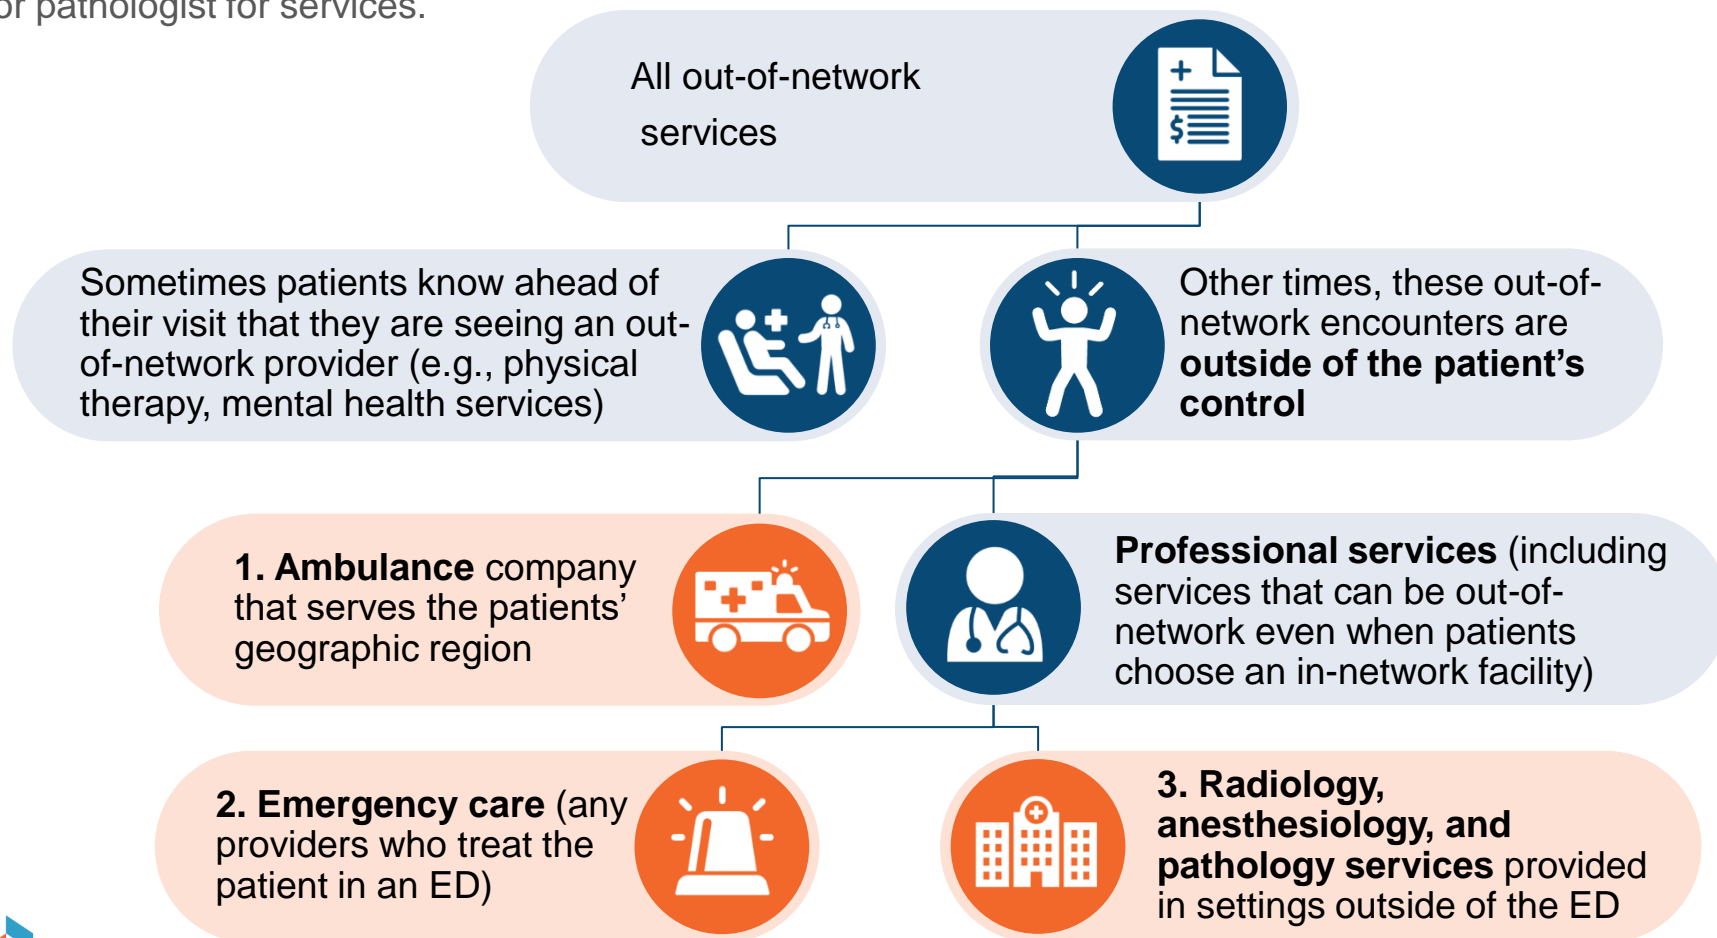 or pathologist for services.
All out-of-network
services
Sometimes patients know ahead of
their visit that they are seeing an out-
of-network provider (e.g., physical
therapy, mental health services)
Other times, these out-of-
network encounters are
outside of the patient’s
control
1. Ambulance company
that serves the patients’
geographic region
Professional services (including
services that can be out-of-
network even when patients
choose an in-network facility)
2. Emergency care (any
providers who treat the
patient in an ED)
3. Radiology,
anesthesiology, and
pathology services provided
in settings outside of the ED